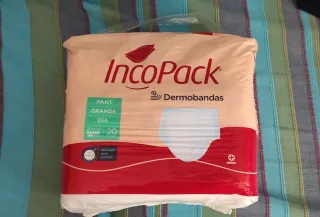 IncoPack
Dermobandas
PANT
GRANDE
DÍA
20